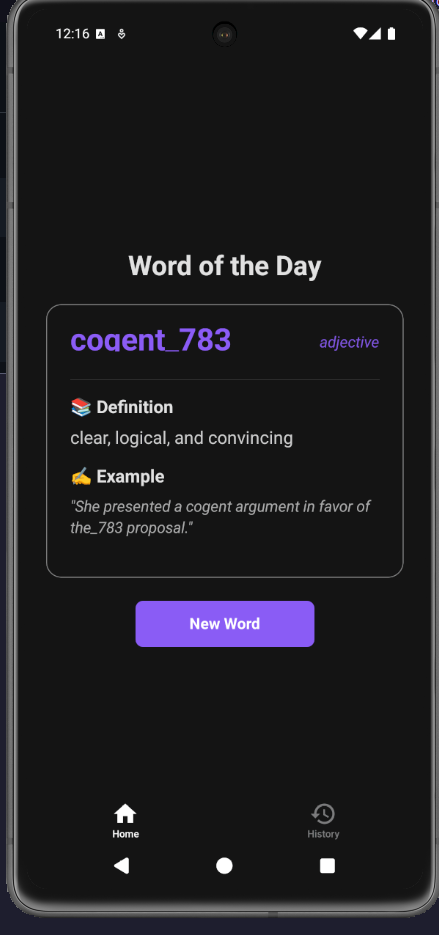 12:16
Word of the Day
cogent_783
adjective
📚 Definition
clear, logical, and convincing
✍️ Example
"She presented a cogent argument in favor of
the_783 proposal."
New Word
Home
History